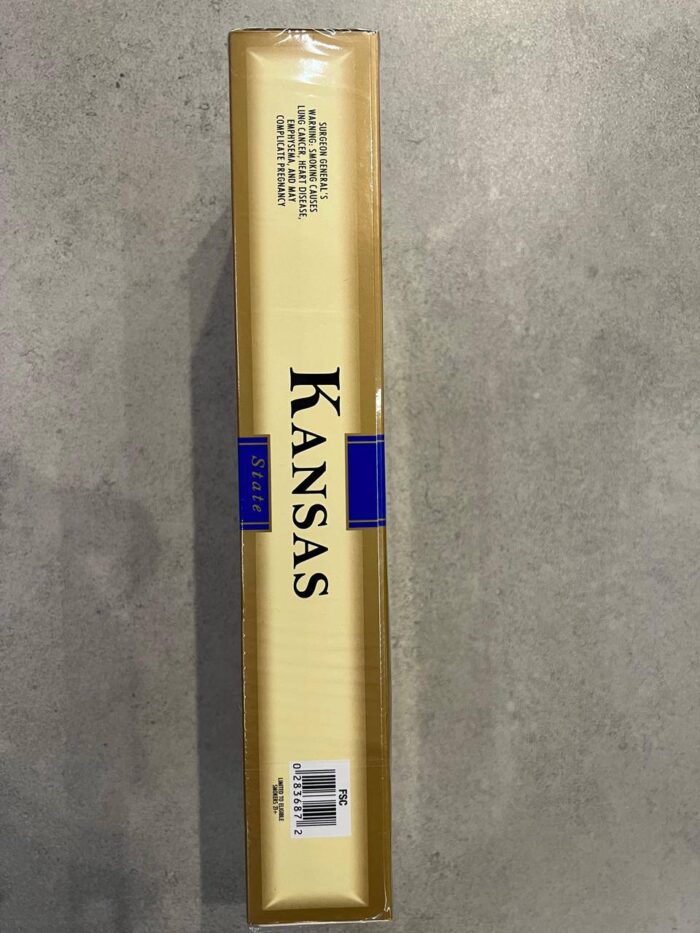 SURGEON GENERAL'S
WARNING: SMOKING CAUSES
LUNG CANCER, HEART DISEASE,
EMPHYSEMA, AND MAY
COMPLICATE PREGNANCY
KANSAS
State
FSC
0 283687 2
LIMITED TO ELIGIBLE
SMOKERS 21+